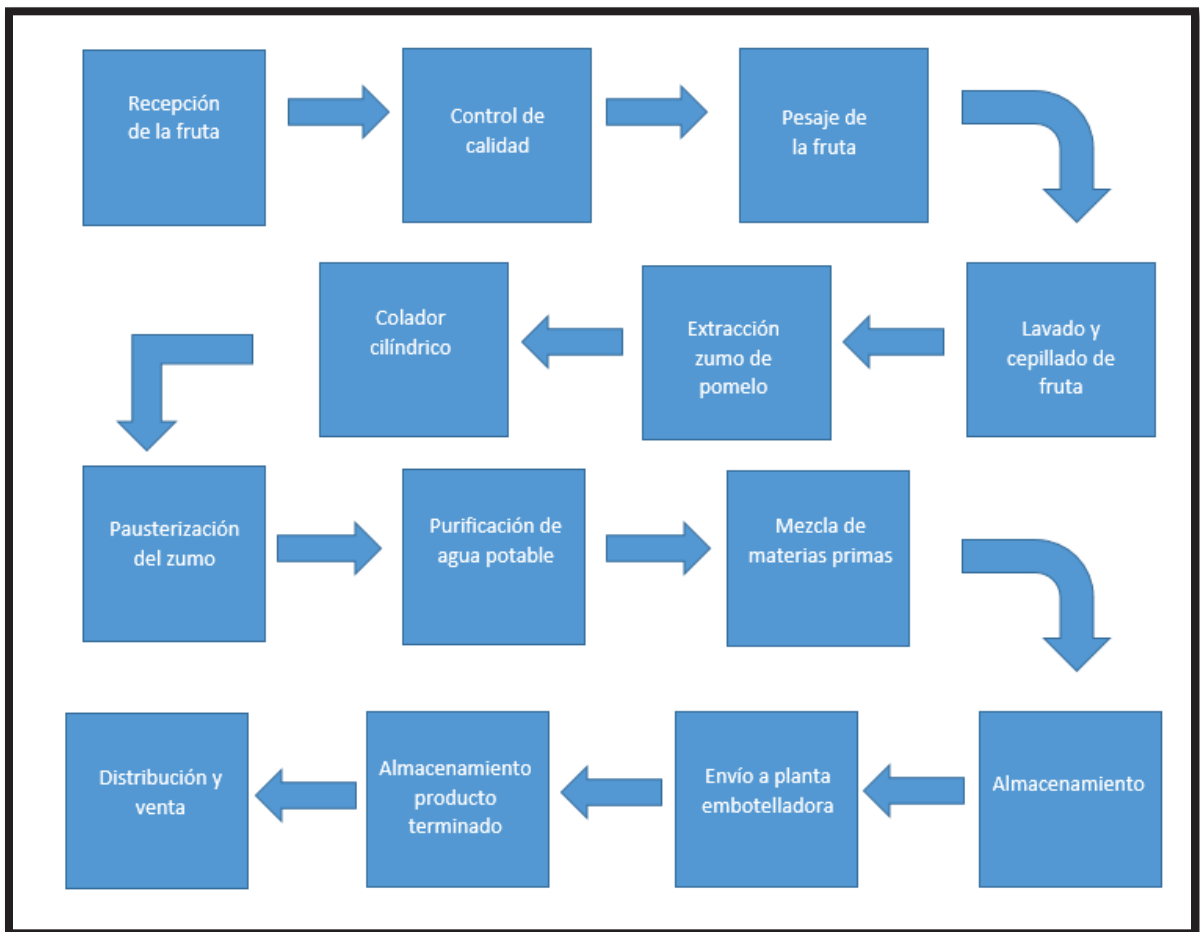 Recepción
de la fruta
Control de
calidad
Pesaje de
la fruta
Lavado y
cepillado de
fruta
Extracción
zumo de
pomelo
Colador
cilíndrico
Pausterización
del zumo
Purificación de
agua potable
Mezcla de
materias primas
Almacenamiento
Envío a planta
embotelladora
Almacenamiento
producto
terminado
Distribución y
venta